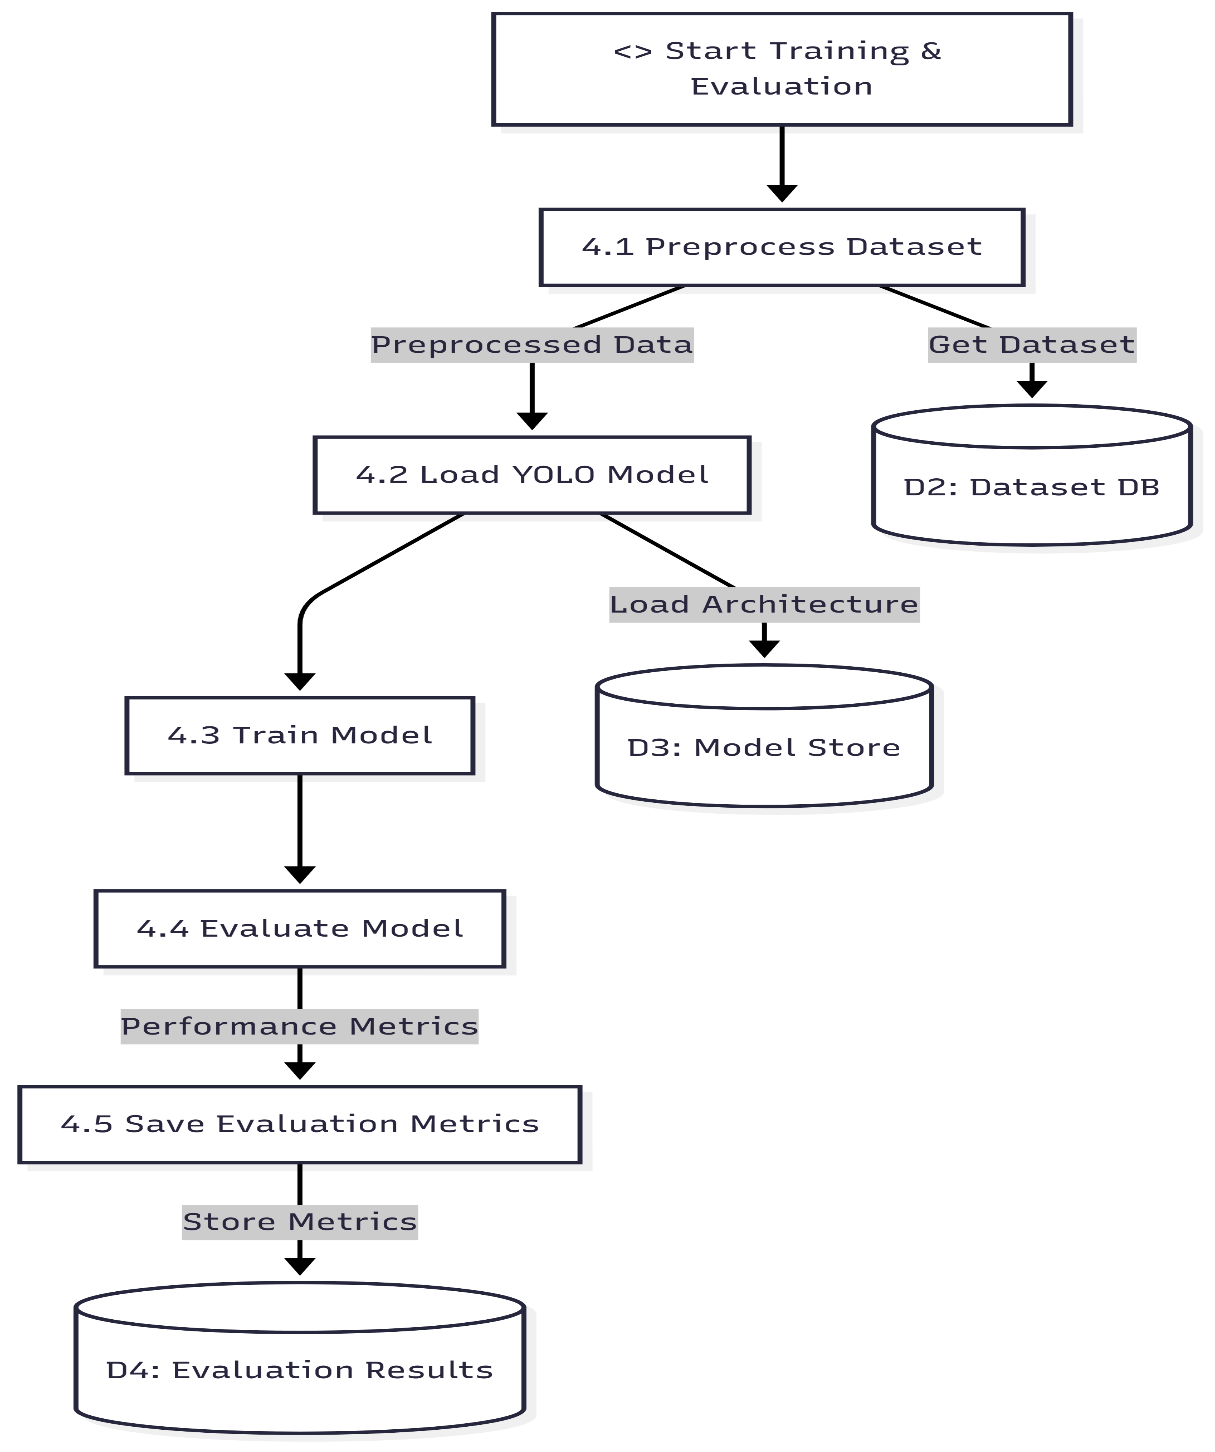 <> Start Training &
Evaluation
4.1 Preprocess Dataset
Preprocessed Data
Get Dataset
4.2 Load YOLO Model
D2: Dataset DB
Load Architecture
4.3 Train Model
D3: Model Store
4.4 Evaluate Model
Performance Metrics
4.5 Save Evaluation Metrics
Store Metrics
D4: Evaluation Results